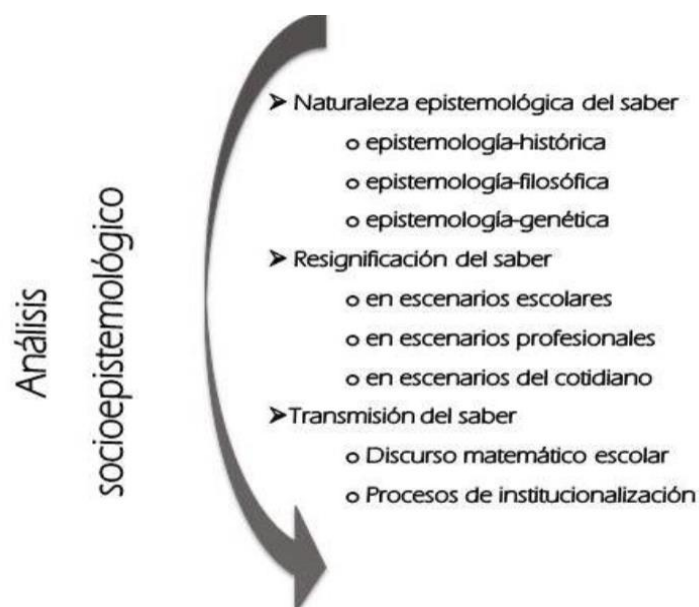 Análisis
socioepistemológico
➤ Naturaleza epistemológica del saber
o epistemología-histórica
o epistemología-filosófica
o epistemología-genética
➤ Resignificación del saber
o en escenarios escolares
o en escenarios profesionales
o en escenarios del cotidiano
➤Transmisión del saber
o Discurso matemático escolar
o Procesos de institucionalización